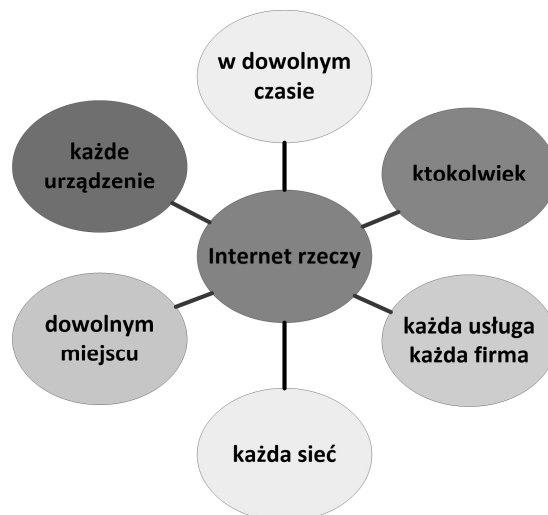 w dowolnym
czasie
każde
urządzenie
ktokolwiek
Internet rzeczy
dowolnym
miejscu
każda usługa
każda firma
każda sieć